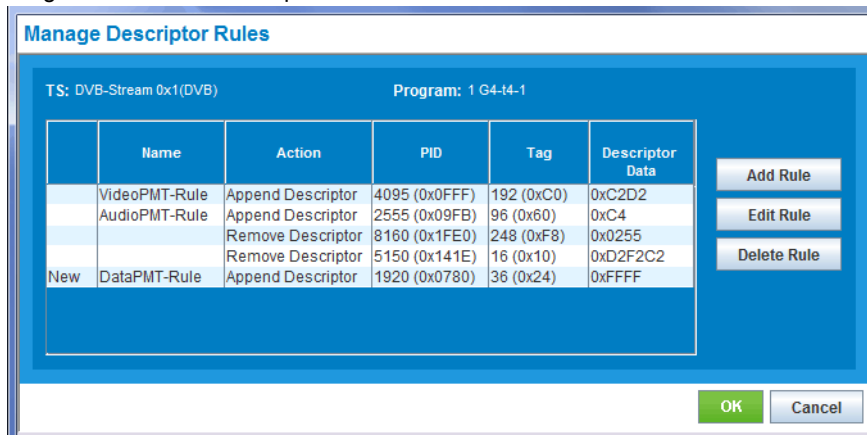 Manage Descriptor Rules
TS: DVB-Stream 0x1(DVB) Program: 1 G4-t4-1
Name Action PID Tag Descriptor Data
VideoPMT-Rule Append Descriptor 4095 (0x0FFF) 192 (0xC0) 0xC2D2
AudioPMT-Rule Append Descriptor 2555 (0x09FB) 96 (0x60) 0xC4
Remove Descriptor 8160 (0x1FE0) 248 (0xF8) 0x0255
Remove Descriptor 5150 (0x141E) 16 (0x10) 0xD2F2C2
New DataPMT-Rule Append Descriptor 1920 (0x0780) 36 (0x24) 0xFFFF
Add Rule
Edit Rule
Delete Rule
OK Cancel